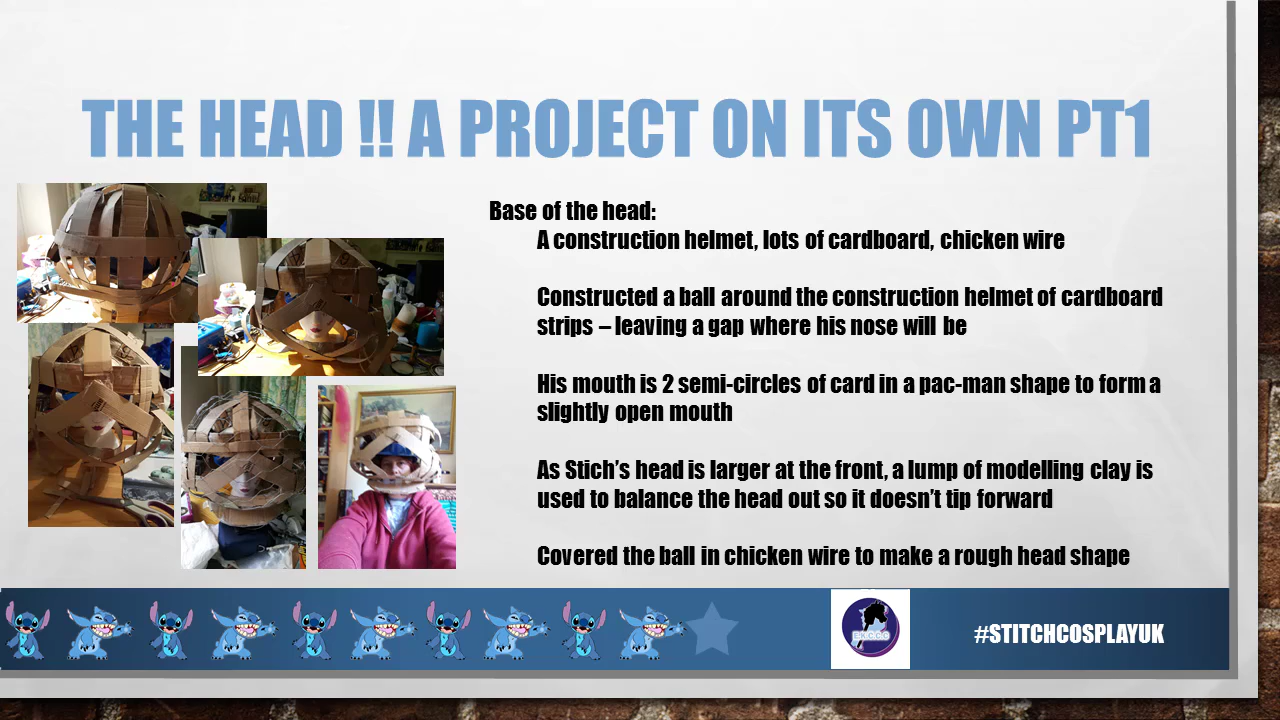 THE HEAD !! A PROJECT ON ITS OWN PT1
Base of the head:
A construction helmet, lots of cardboard, chicken wire
Constructed a ball around the construction helmet of cardboard
strips – leaving a gap where his nose will be
His mouth is 2 semi-circles of card in a pac-man shape to form a
slightly open mouth
As Stich’s head is larger at the front, a lump of modelling clay is
used to balance the head out so it doesn’t tip forward
Covered the ball in chicken wire to make a rough head shape
E.K.C.C.C
#STITCHCOSPLAYUK